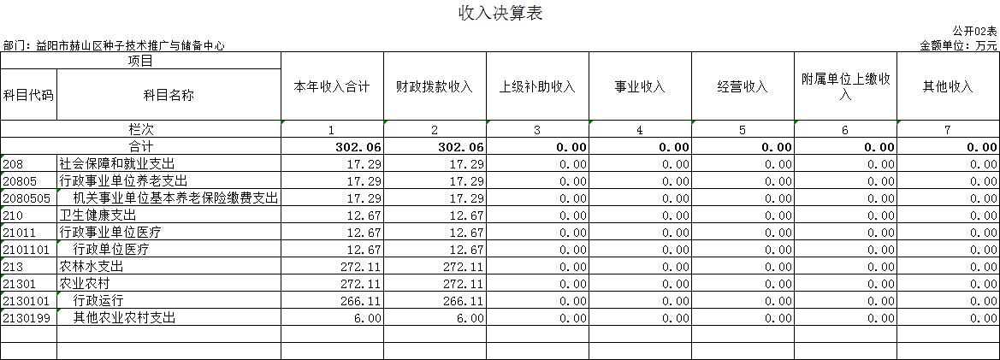 收入决算表
公开02表
部门：益阳市赫山区种子技术推广与储备中心 金额单位：万元
项目 本年收入合计 财政拨款收入 上级补助收入 事业收入 经营收入 附属单位上缴收入 其他收入
科目代码 科目名称
栏次 1 2 3 4 5 6 7
合计 302.06 302.06 0.00 0.00 0.00 0.00 0.00
208 社会保障和就业支出 17.29 17.29 0.00 0.00 0.00 0.00 0.00
20805 行政事业单位养老支出 17.29 17.29 0.00 0.00 0.00 0.00 0.00
2080505 机关事业单位基本养老保险缴费支出 17.29 17.29 0.00 0.00 0.00 0.00 0.00
210 卫生健康支出 12.67 12.67 0.00 0.00 0.00 0.00 0.00
21011 行政事业单位医疗 12.67 12.67 0.00 0.00 0.00 0.00 0.00
2101101 行政单位医疗 12.67 12.67 0.00 0.00 0.00 0.00 0.00
213 农林水支出 272.11 272.11 0.00 0.00 0.00 0.00 0.00
21301 农业农村 272.11 272.11 0.00 0.00 0.00 0.00 0.00
2130101 行政运行 266.11 266.11 0.00 0.00 0.00 0.00 0.00
2130199 其他农业农村支出 6.00 6.00 0.00 0.00 0.00 0.00 0.00